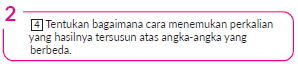 2
4 Tentukan bagaimana cara menemukan perkalian
yang hasilnya tersusun atas angka-angka yang
berbeda.